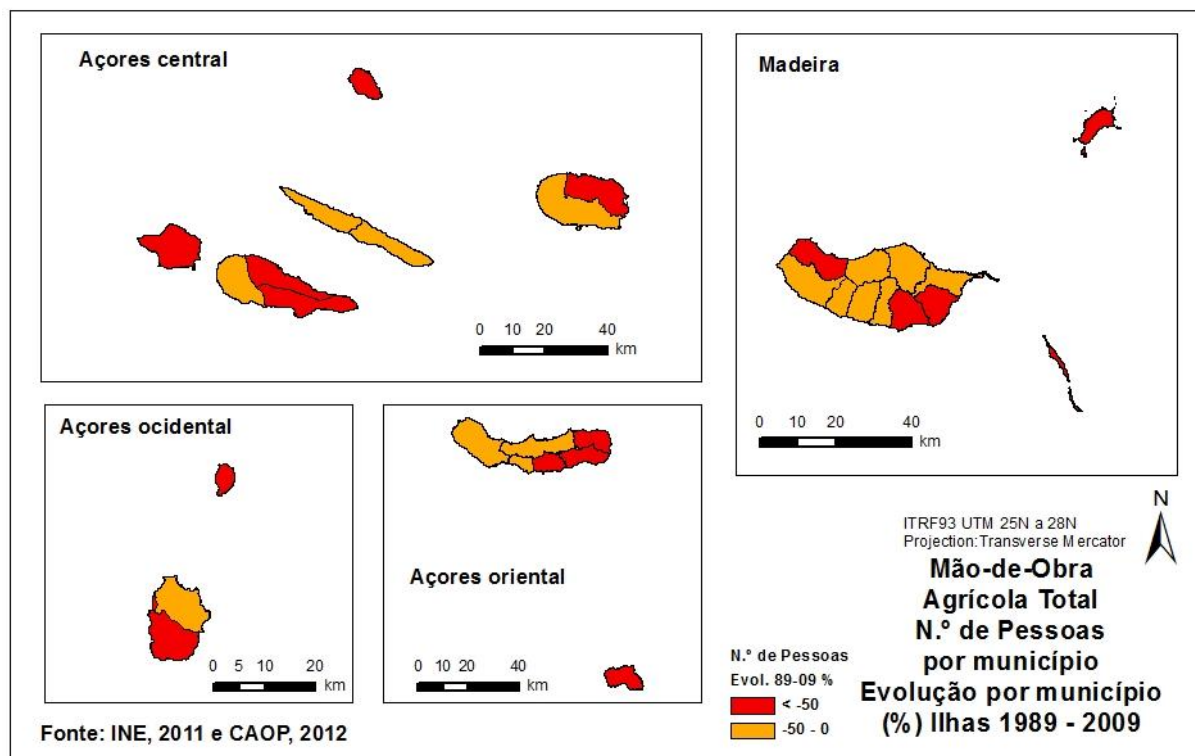 Açores central
0 10 20 40
km
Madeira
0 10 20 40
km
Açores ocidental
0 5 10 20
km
Açores oriental
0 10 20 40
km
N
ITRF93 UTM 25N a 28N
Projection:Transverse Mercator
Mão-de-Obra
Agrícola Total
N.º de Pessoas
por município
Evolução por município
(%) Ilhas 1989 - 2009
N.º de Pessoas
Evol. 89-09 %
< -50
-50 - 0
Fonte: INE, 2011 e CAOP, 2012